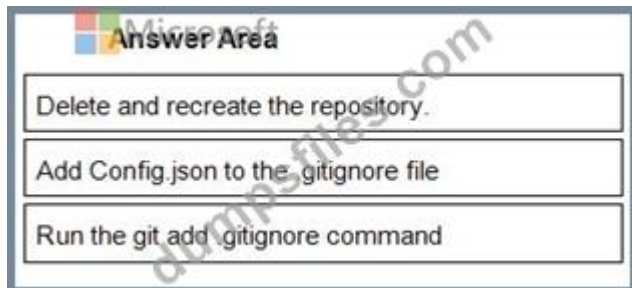 Microsoft
Answer Area
Delete and recreate the repository.
Add Config.json to the .gitignore file
Run the git add .gitignore command
dumpsfiles.com